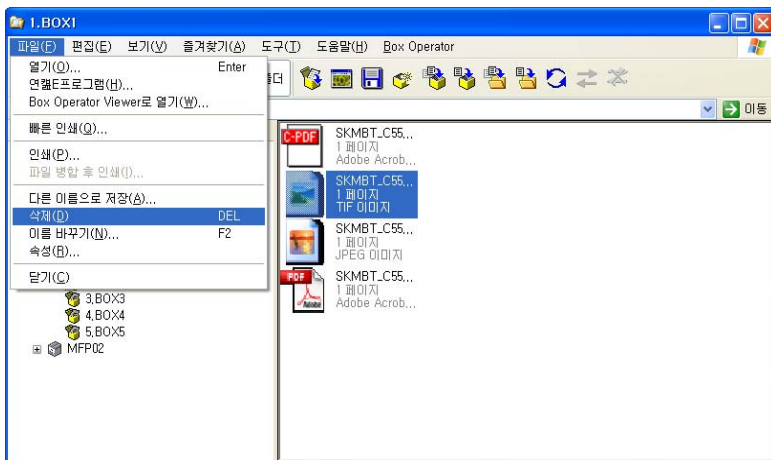 1.BOX1
파일(F) 편집(E) 보기(V) 즐겨찾기(A) 도구(T) 도움말(H) Box Operator
열기(O)... Enter
연캝E프로그램(H)...
Box Operator Viewer로 열기(W)...
빠른 인쇄(Q)...
인쇄(P)...
파일 병합 후 인쇄(I)...
다른 이름으로 저장(A)...
삭제(D) DEL
이름 바꾸기(N)... F2
속성(R)...
닫기(C)
더
이동
3,BOX3
4,BOX4
5,BOX5
MFP02
C-PDF
SKMBT_C55...
1 페이지
Adobe Acrob...
SKMBT_C55...
1 페이지
TIF 이미지
SKMBT_C55...
1 페이지
JPEG 이미지
PDF
Adobe
SKMBT_C55...
1 페이지
Adobe Acrob...